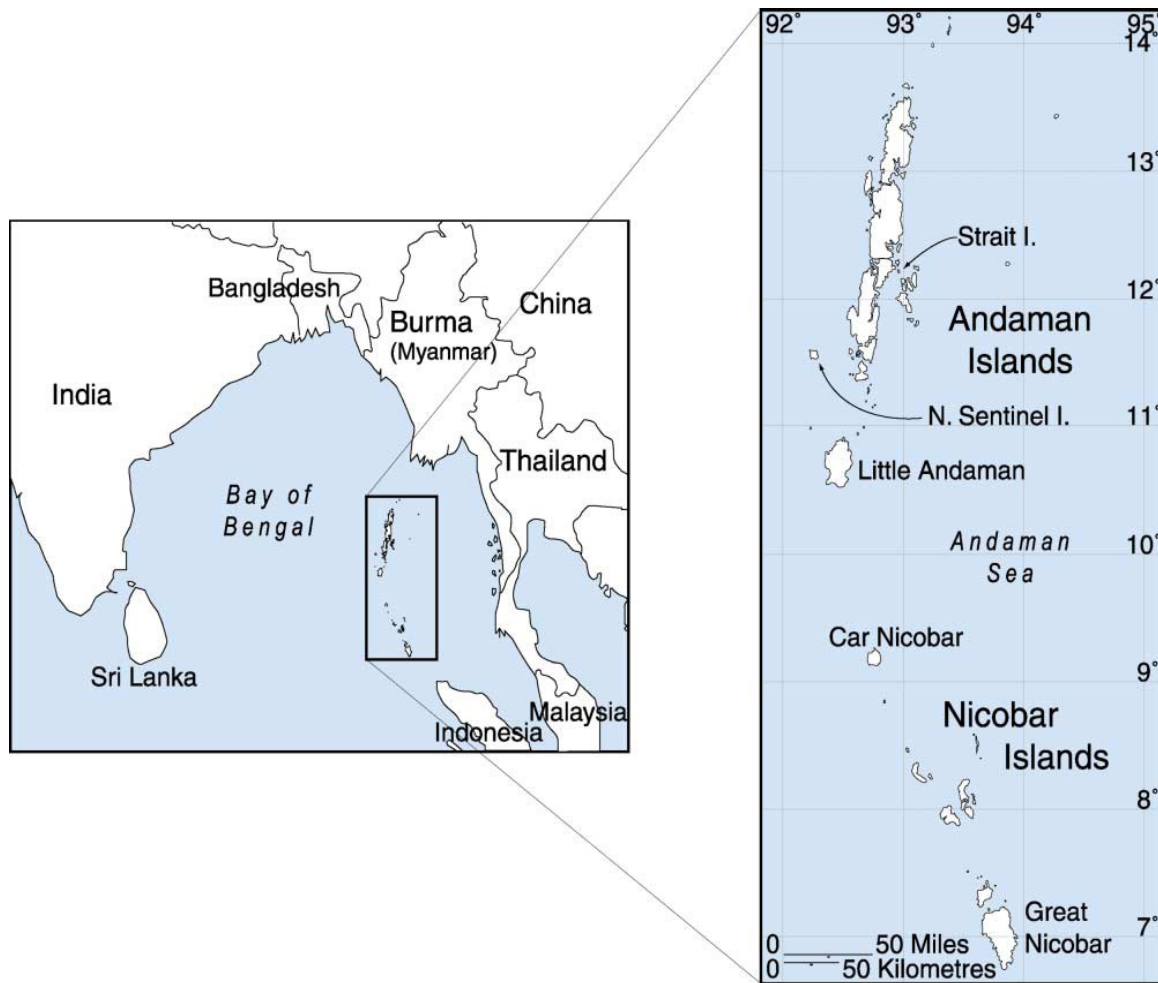 Bangladesh
China
Burma
(Myanmar)
India
Thailand
Bay of
Bengal
Sri Lanka
Malaysia
Indonesia
92° 93° 94° 95°
14°
13°
Strait I.
12°
Andaman
Islands
11°
N. Sentinel I.
Little Andaman
10°
Andaman
Sea
Car Nicobar
9°
Nicobar
Islands
8°
Great
Nicobar
7°
0 50 Miles
0 50 Kilometres